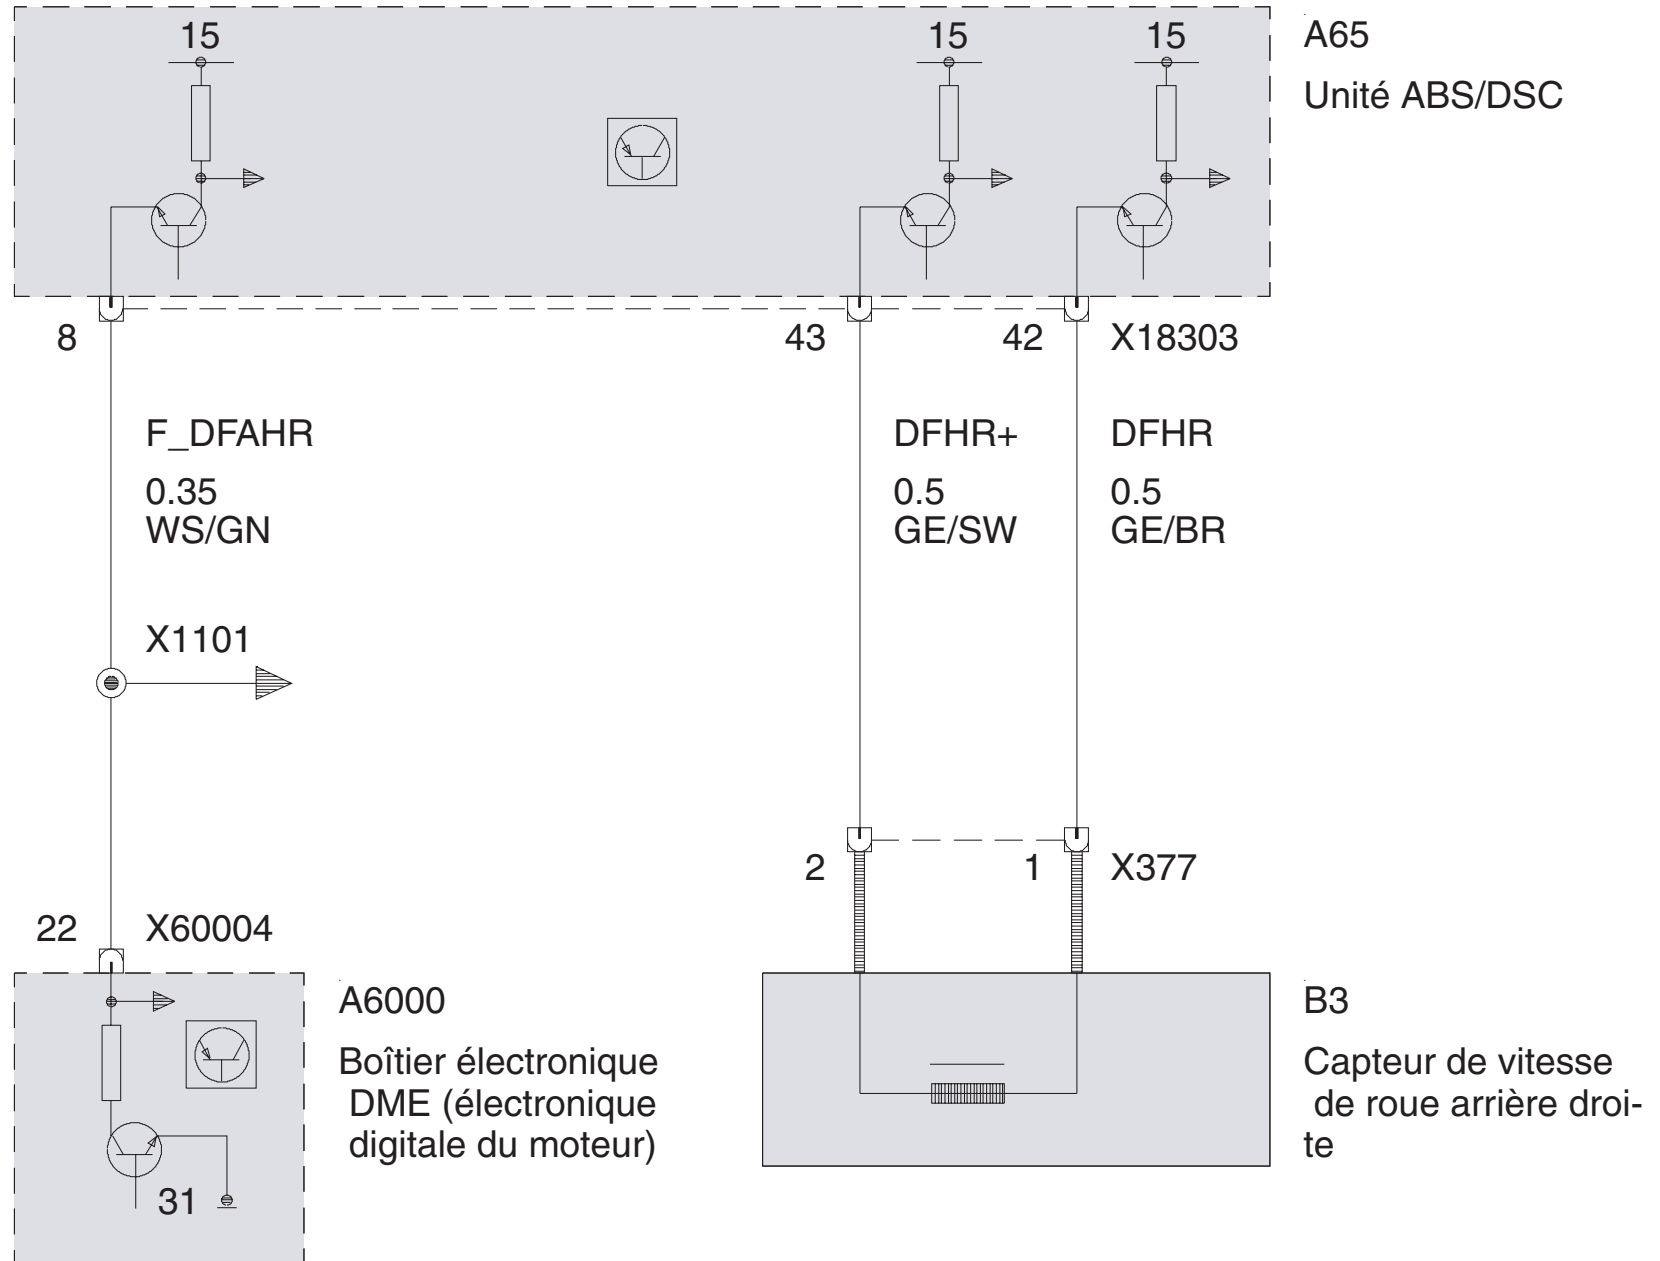 15
15
15
A65
Unité ABS/DSC
8
43
42
X18303
F_DFAHR
0.35
WS/GN
DFHR+
0.5
GE/SW
DFHR
0.5
GE/BR
X1101
2
1
X377
22
X60004
A6000
Boîtier électronique
DME (électronique
digitale du moteur)
31
B3
Capteur de vitesse
de roue arrière droi-
te